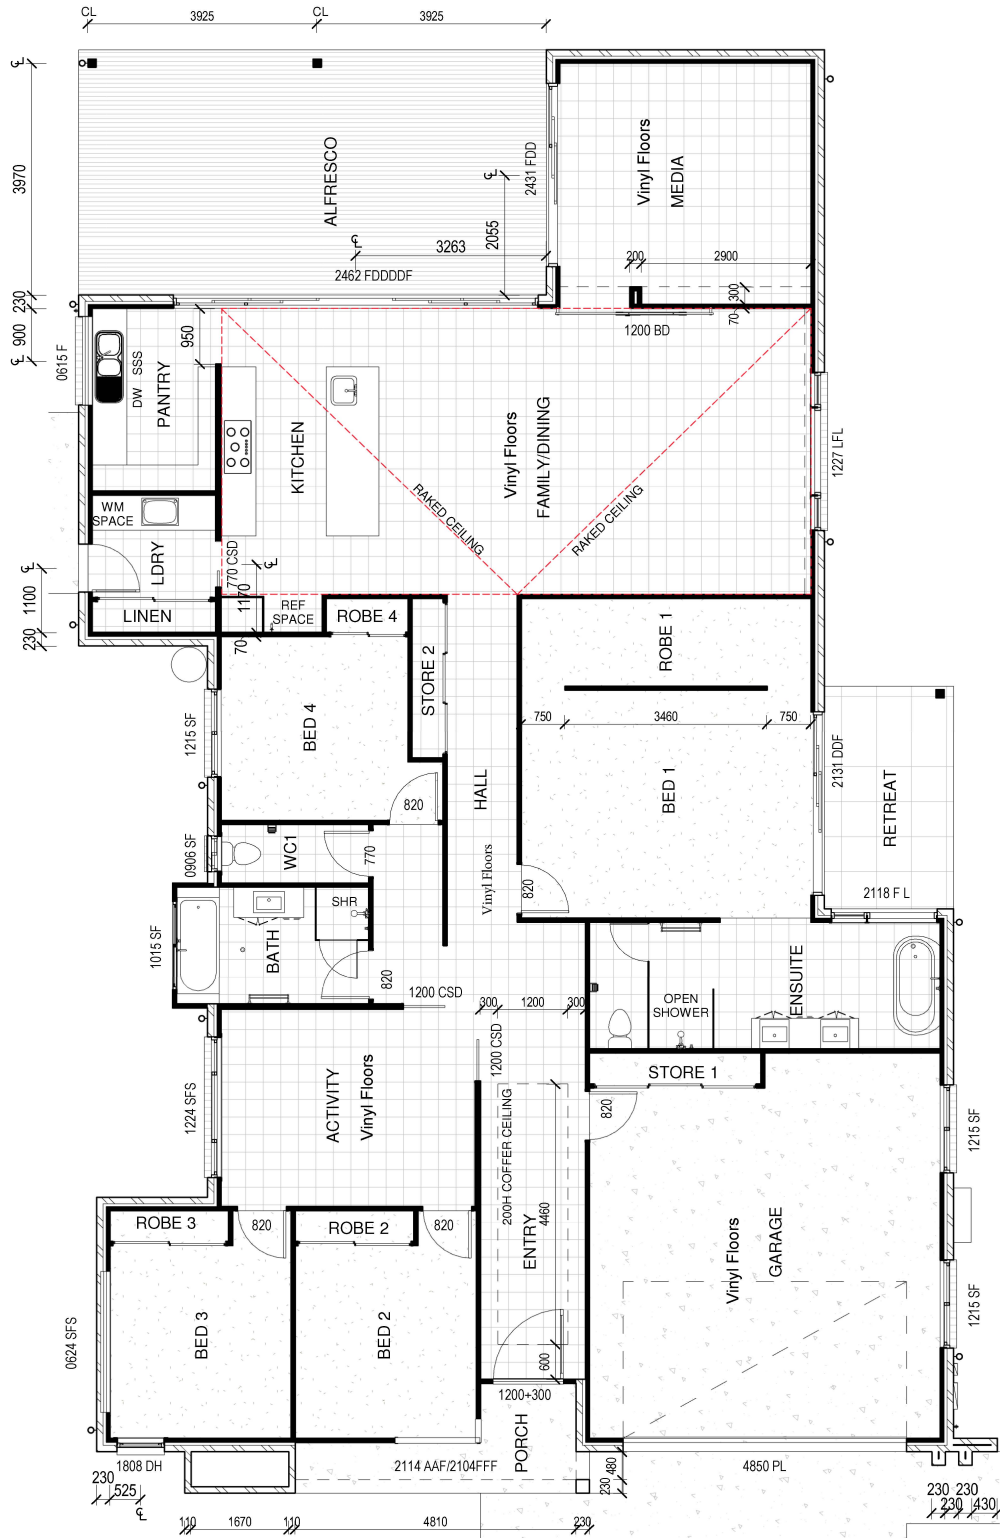 CL
3925
CL
3925
3970
ALFRESCO
2431 FDD
Vinyl Floors
MEDIA
2055
3263
200
2900
2462 FDDDDF
300
70
1200 BD
230
900
950
0615 F
DW SSS
PANTRY
KITCHEN
Vinyl Floors
FAMILY/DINING
1227 LFL
RAKED CEILING
RAKED CEILING
WM
SPACE
LDRY
770 CSD
1100
1170
LINEN
REF
SPACE
ROBE 4
230
70
STORE 2
ROBE 1
750
3460
750
1215 SF
BED 4
HALL
BED 1
2131 DDF
RETREAT
820
0906 SF
WC1
770
Vinyl Floors
820
2118 F L
SHR
1015 SF
BATH
820
1200 CSD
300
1200
300
OPEN
SHOWER
ENSUITE
1200 CSD
STORE 1
1224 SFS
ACTIVITY
Vinyl Floors
820
1215 SF
200H COFFER CEILING
4460
ENTRY
ROBE 3
820
ROBE 2
820
Vinyl Floors
GARAGE
1215 SF
0624 SFS
BED 3
BED 2
600
1200+300
PORCH
1808 DH
2114 AAF/2104FFF
480
230
4850 PL
230
525
230
230
230
430
110
1670
110
4810
230